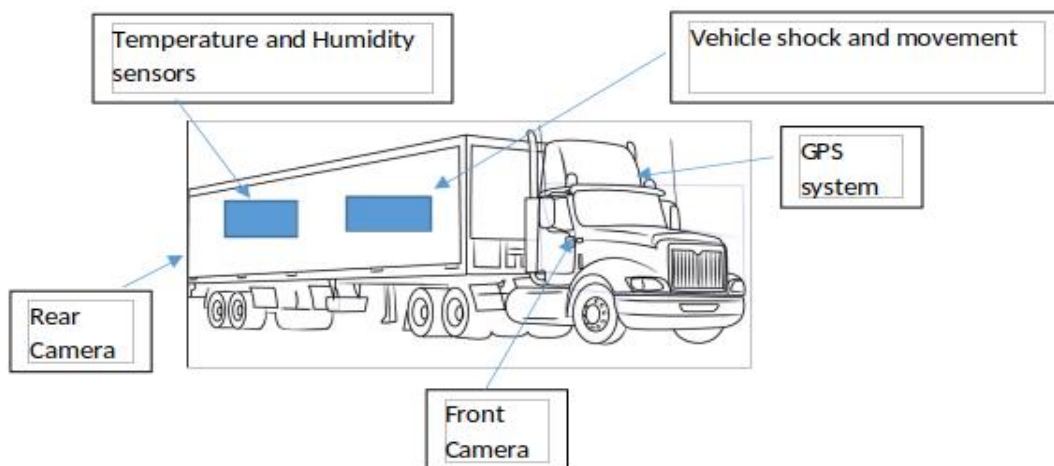 Temperature and Humidity
sensors
Vehicle shock and movement
GPS
system
Rear
Camera
Front
Camera